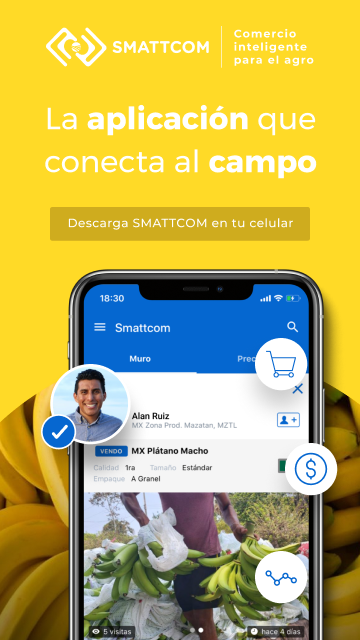 SMATTCOM
Comercio
inteligente
para el agro
La aplicación que
conecta al campo
Descarga SMATTCOM en tu celular
18:30
Smattcom
Muro
Prec
Alan Ruiz
MX Zona Prod. Mazatan, MZTL
VENDO MX Plátano Macho
Calidad 1ra Tamaño Estándar
Empaque A Granel
5 visitas
hace 4 días